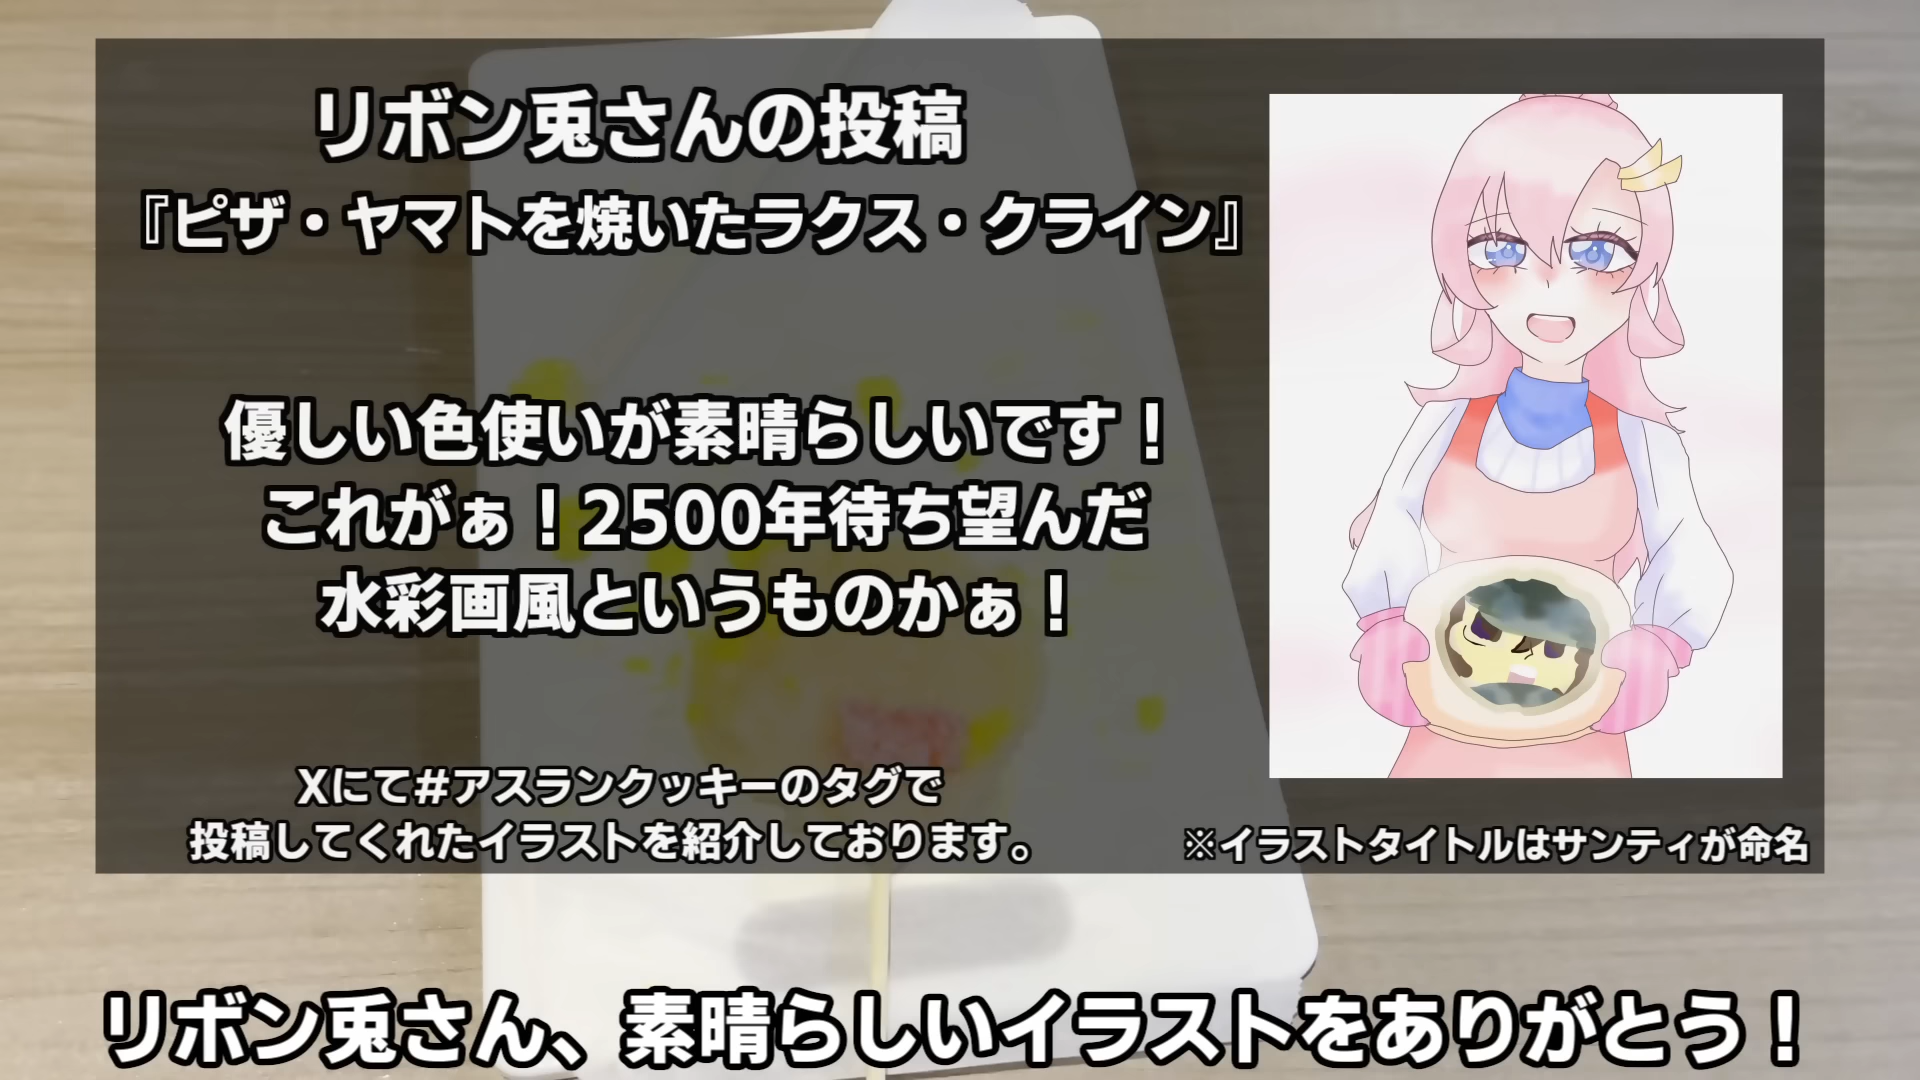 リボン兎さんの投稿
『ピザ・ヤマトを焼いたラクス・クライン』
優しい色使いが素晴らしいです！
これがぁ！2500年待ち望んだ
水彩画風というものかぁ！
Xにて#アスランクッキーのタグで
投稿してくれたイラストを紹介しております。
※イラストタイトルはサンティが命名
リボン兎さん、素晴らしいイラストをありがとう！